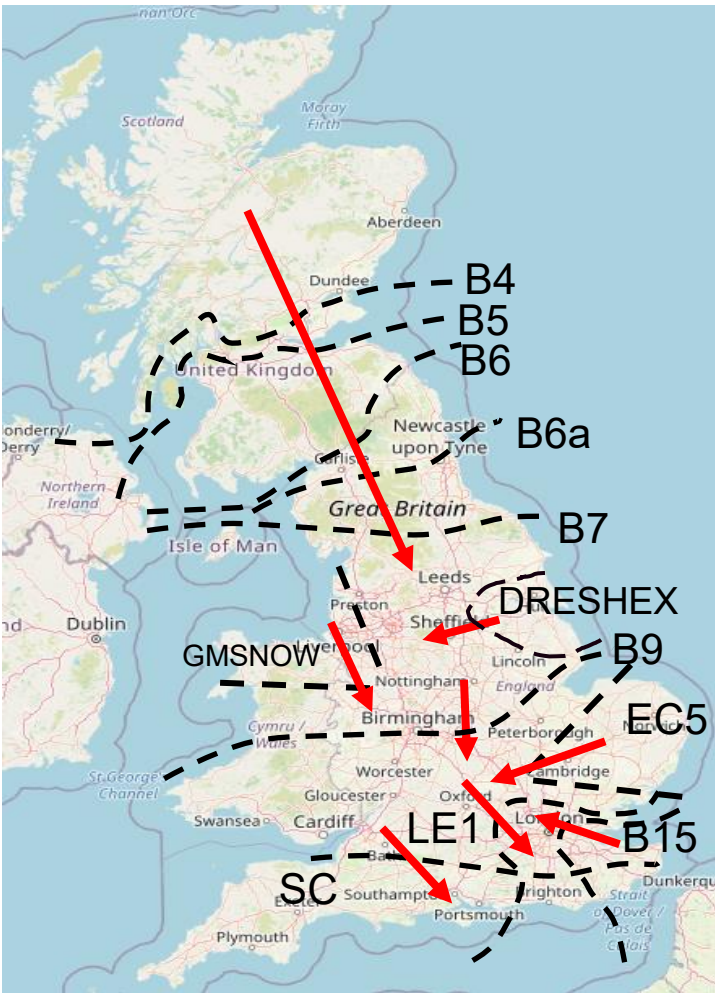 nan Orc
Moray
Firth
Scotland
Aberdeen
Dundee
B4
B5
United Kingdom
B6
Newcastle
upon Tyne
B6a
onderry/
Derry
Carlisle
Northern
Ireland
Great Britain
B7
Isle of Man
Leeds
Preston
DRESHEX
Sheffield
Dublin
Liverpool
GMSNOW
Lincoln
B9
Nottingham
England
Birmingham
Cymru /
Wales
Peterborough
Norwich
EC5
St George's
Channel
Worcester
Cambridge
Gloucester
Oxford
Swansea
Cardiff
LE1
London
B15
Bath
SC
Exeter
Southampton
Brighton
Portsmouth
Strait
of Dover /
Pas de
Calais
Dunkerqu
Plymouth